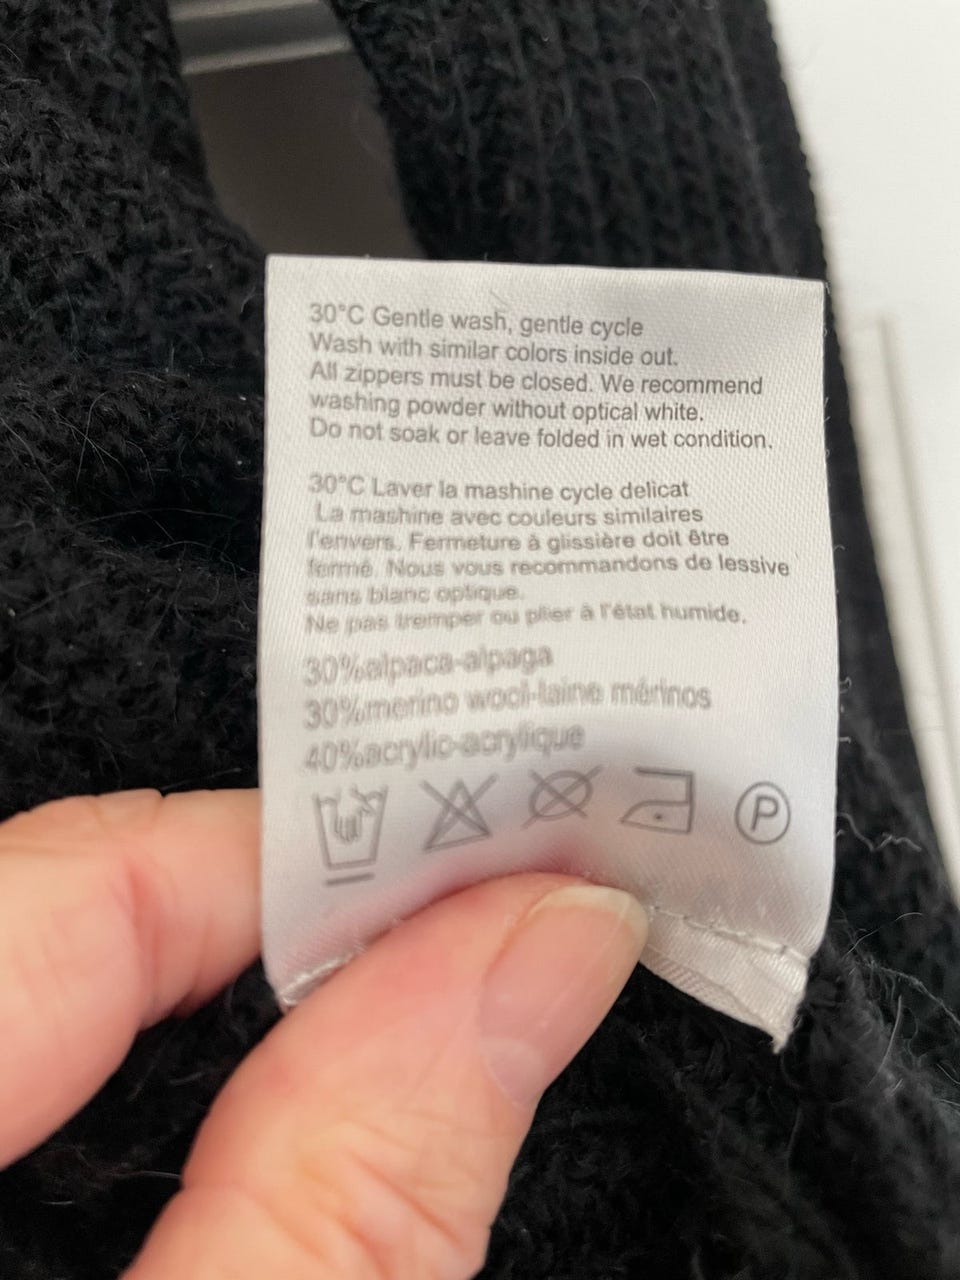 30°C Gentle wash, gentle cycle
Wash with similar colors inside out.
All zippers must be closed. We recommend
washing powder without optical white.
Do not soak or leave folded in wet condition.
30°C Laver la mashine cycle delicat
La mashine avec couleurs similaires
l'envers. Fermeture à glissière doit être
fermé. Nous vous recommandons de lessive
sans blanc optique.
Ne pas tremper ou plier à l'état humide.
30%alpaca-alpaga
30%merino wool-laine mérinos
40%acrylic-acrylique
P